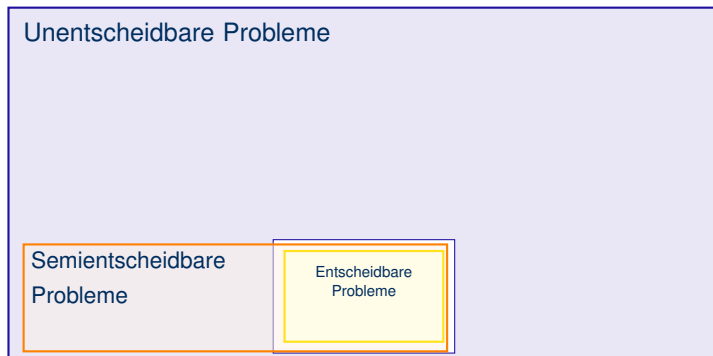 Unentscheidbare Probleme
Semientscheidbare
Probleme
Entscheidbare
Probleme